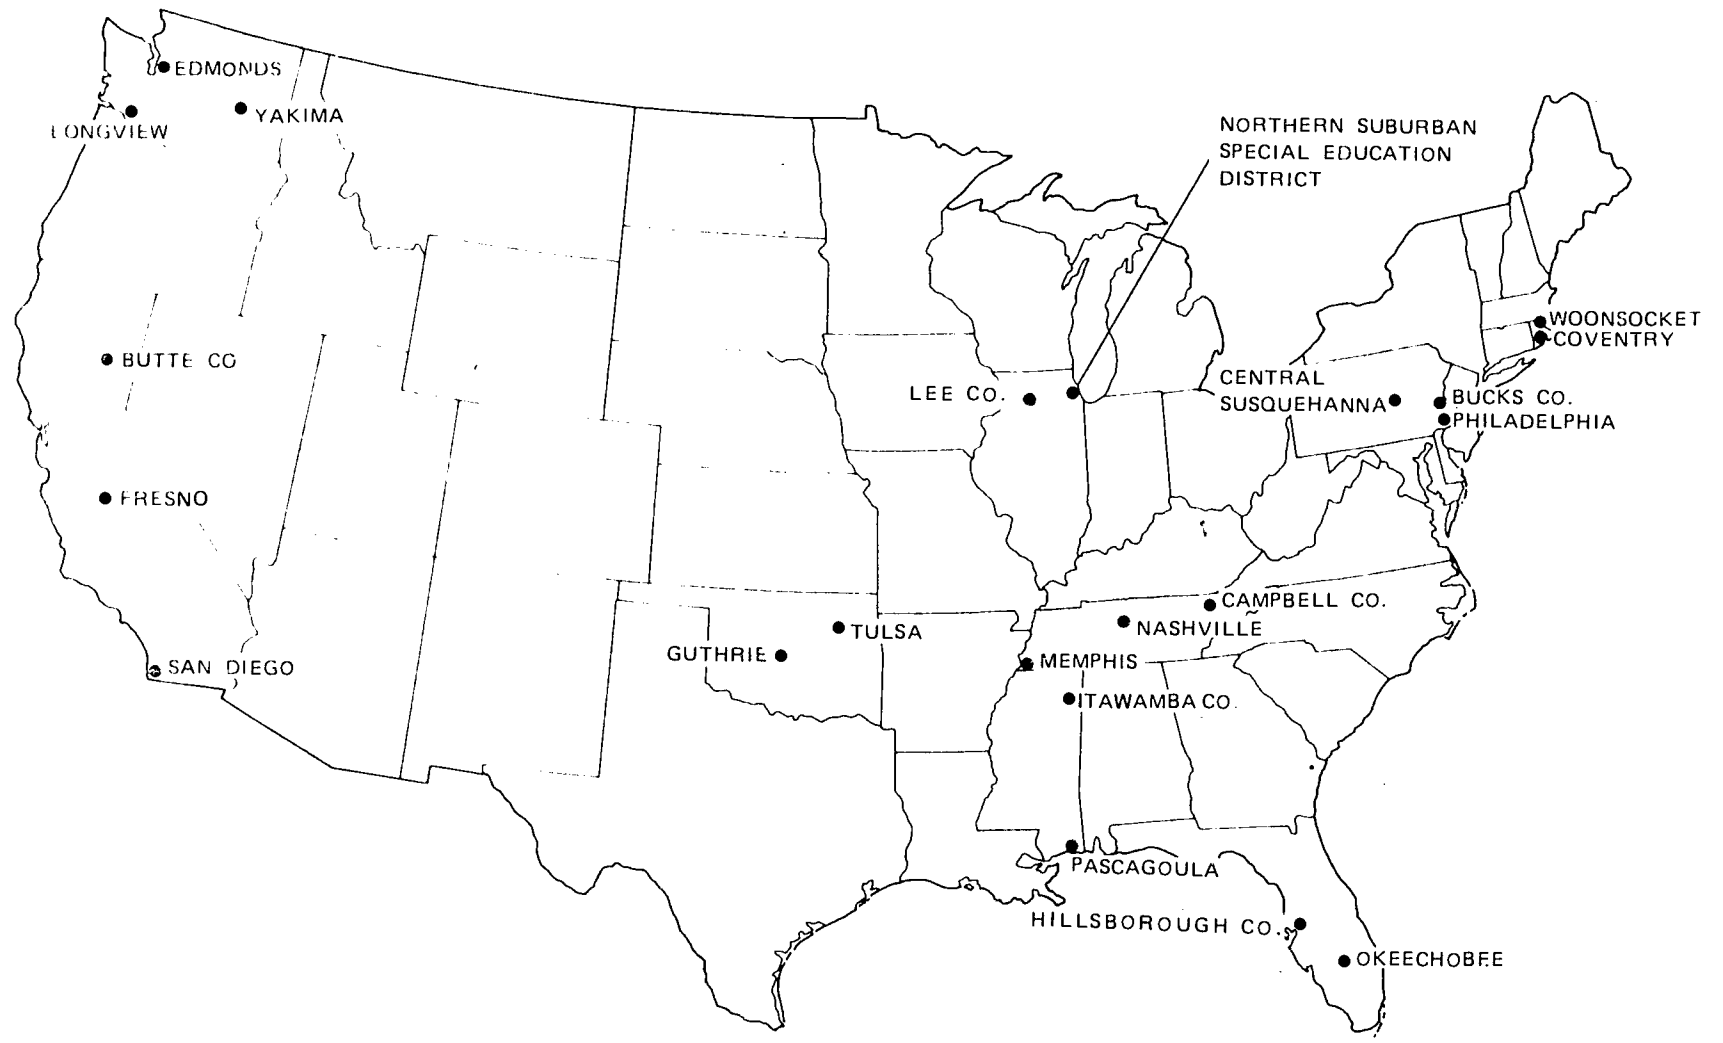 EDMONDS
YAKIMA
LONGVIEW
NORTHERN SUBURBAN
SPECIAL EDUCATION
DISTRICT
WOONSOCKET
COVENTRY
BUTTE CO
LEE CO.
CENTRAL
SUSQUEHANNA
BUCKS CO.
PHILADELPHIA
FRESNO
CAMPBELL CO.
NASHVILLE
TULSA
GUTHRIE
MEMPHIS
SAN DIEGO
ITAWAMBA CO.
PASCAGOULA
HILLSBOROUGH CO.
OKEECHOBEE